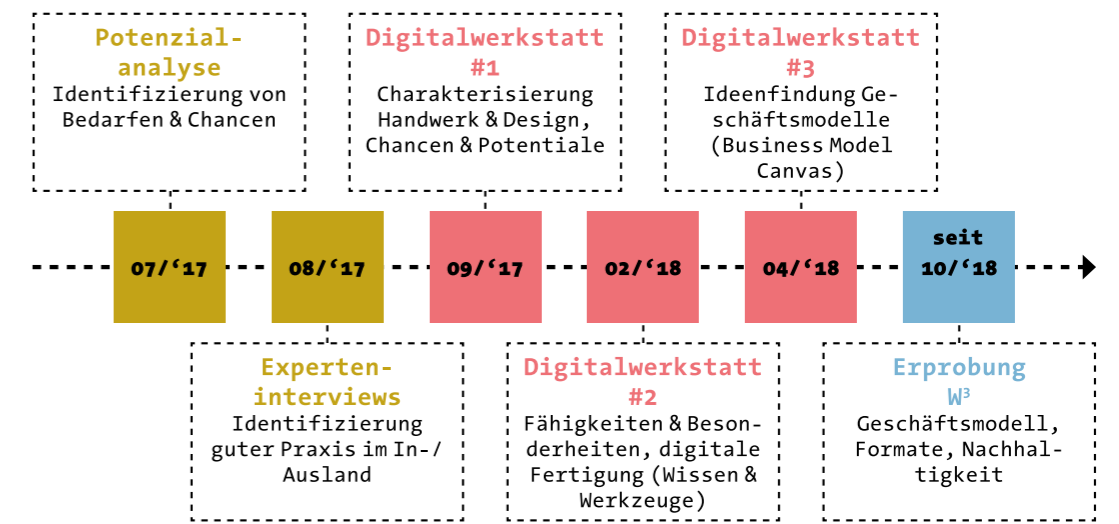 Potenzial-
analyse
Identifizierung von
Bedarfen & Chancen
Digitalwerkstatt
#1
Charakterisierung
Handwerk & Design,
Chancen & Potentiale
Digitalwerkstatt
#3
Ideenfindung Ge-
schäftsmodelle
(Business Model
Canvas)
07/‘17
08/‘17
09/‘17
02/‘18
04/‘18
seit
10/‘18
Experten-
interviews
Identifizierung
guter Praxis im In-/
Ausland
Digitalwerkstatt
#2
Fähigkeiten & Beson-
derheiten, digitale
Fertigung (Wissen &
Werkzeuge)
Erprobung
W³
Geschäftsmodell,
Formate, Nachhal-
tigkeit